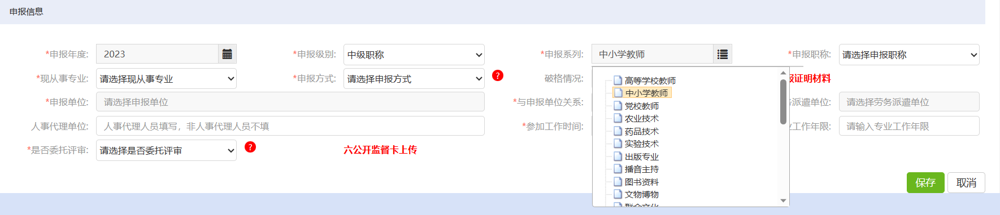 申报信息
*申报年度: 2023 *申报级别: 中级职称 *申报系列: 中小学教师 *申报职称: 请选择申报职称
*现从事专业: 请选择现从事专业 *申报方式: 请选择申报方式 ? 破格情况: 证明材料
*申报单位: 请选择申报单位 *与申报单位关系: 派遣单位: 请选择劳务派遣单位
人事代理单位: 人事代理人员填写，非人事代理人员不填 *参加工作时间: 工作年限: 请输入专业工作年限
*是否委托评审: 请选择是否委托评审 ? 六公开监督卡上传
高等学校教师
中小学教师
党校教师
农业技术
药品技术
实验技术
出版专业
播音主持
图书资料
文物博物
保存 取消